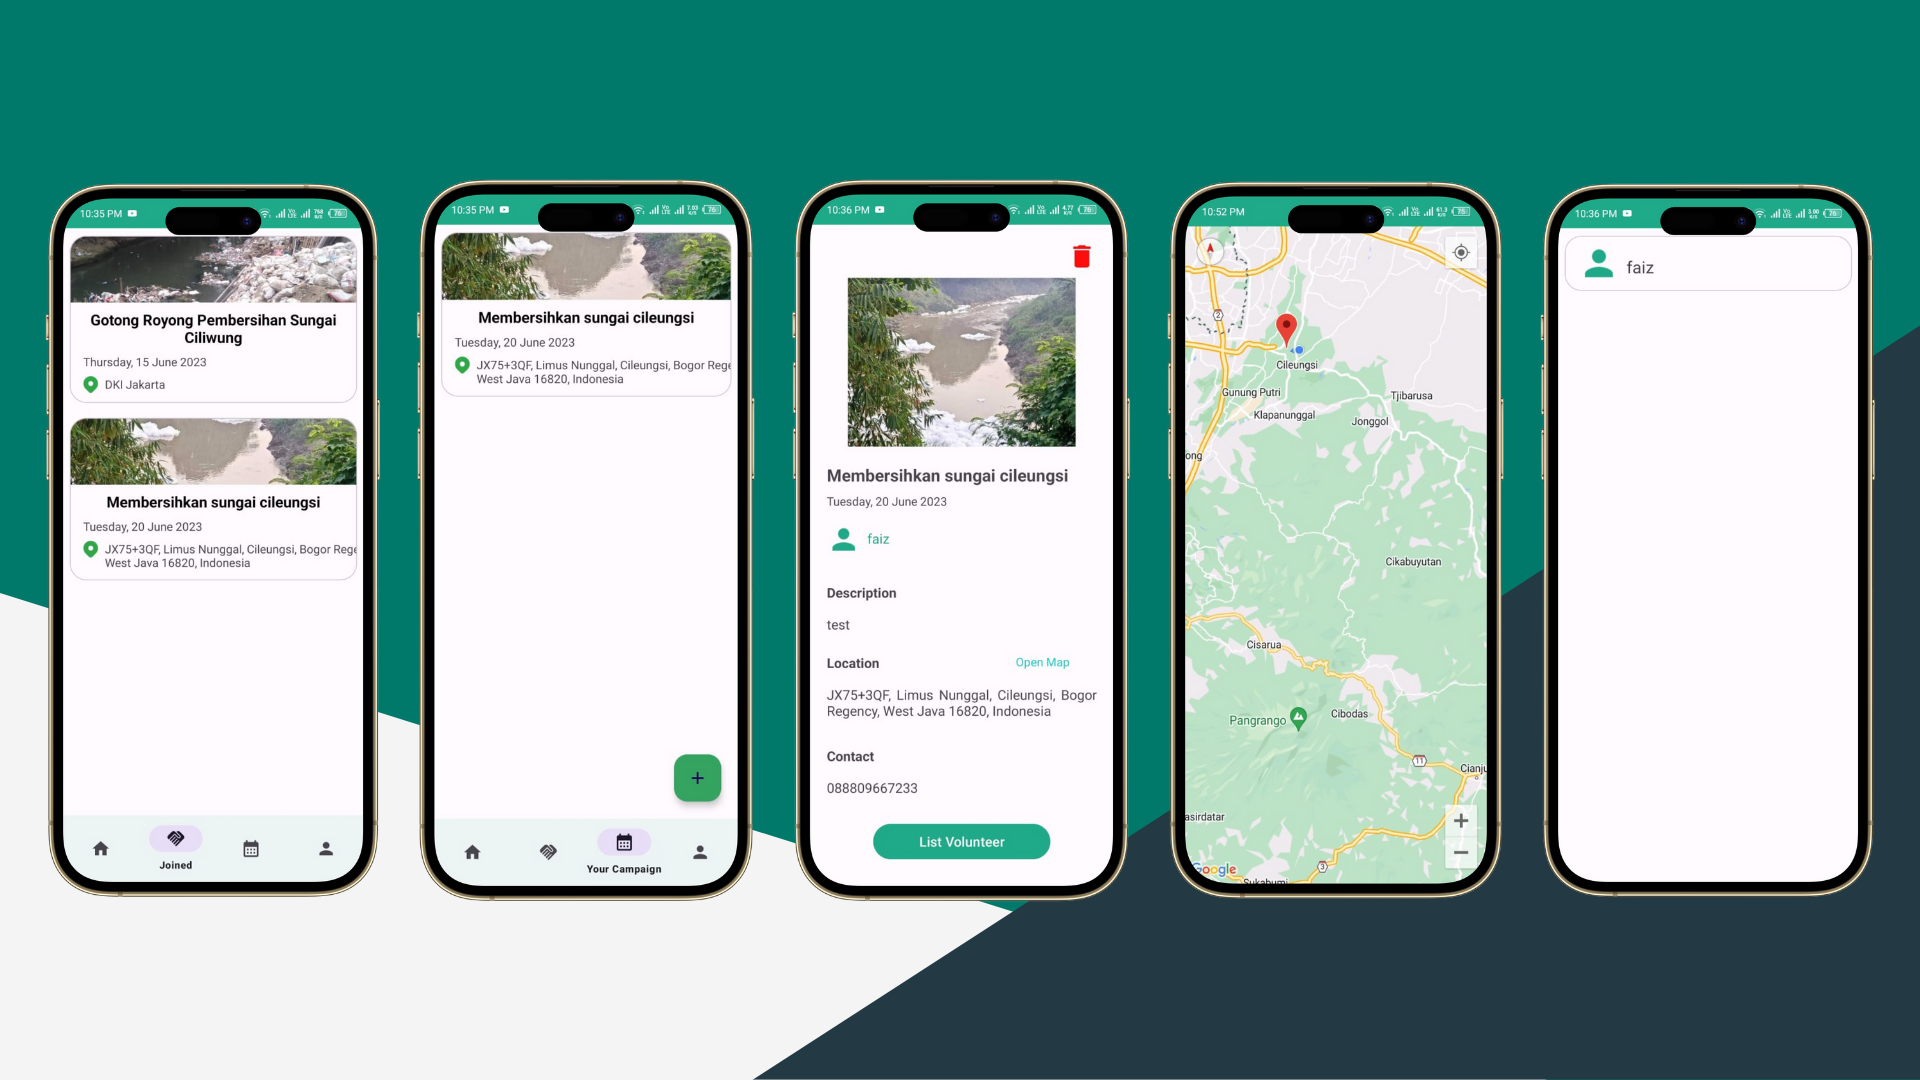 10:35 PM
Gotong Royong Pembersihan Sungai
Ciliwung
Thursday, 15 June 2023
DKI Jakarta
Membersihkan sungai cileungsi
Tuesday, 20 June 2023
JX75+3QF, Limus Nunggal, Cileungsi, Bogor Rege
West Java 16820, Indonesia
Joined
10:35 PM
Membersihkan sungai cileungsi
Tuesday, 20 June 2023
JX75+3QF, Limus Nunggal, Cileungsi, Bogor Rege
West Java 16820, Indonesia
+
Your Campaign
10:36 PM
Membersihkan sungai cileungsi
Tuesday, 20 June 2023
faiz
Description
test
Location
Open Map
JX75+3QF, Limus Nunggal, Cileungsi, Bogor
Regency, West Java 16820, Indonesia
Contact
088809667233
List Volunteer
10:52 PM
2
Cileungsi
Gunung Putri
Tjibarusa
Klapanunggal
Jonggol
ong
Cikabuyutan
Cisarua
Cibodas
Pangrango
11
Cianju
asirdatar
+
−
3
Google
Sukabumi
10:36 PM
faiz